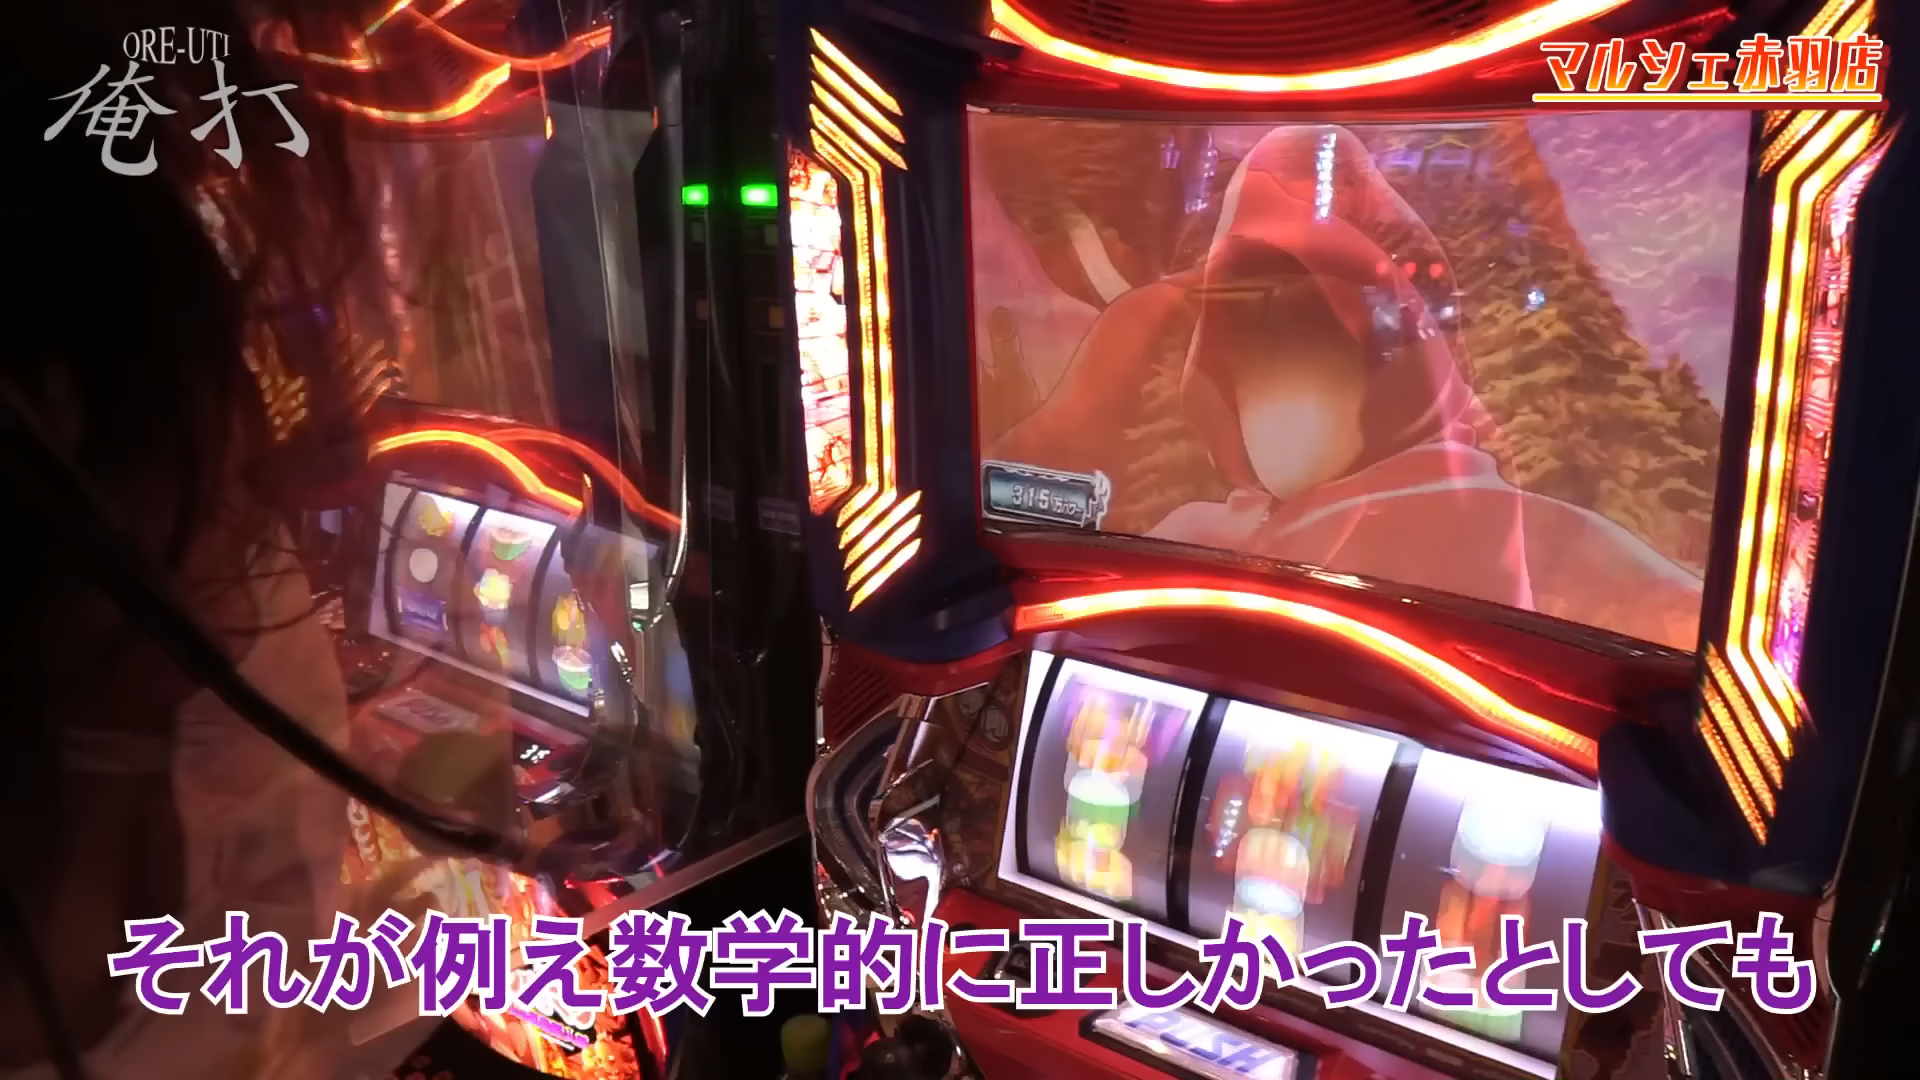 ORE-UTI
俺打
マルシェ赤羽店
315万パワー
それが例え数学的に正しかったとしても
PUSH